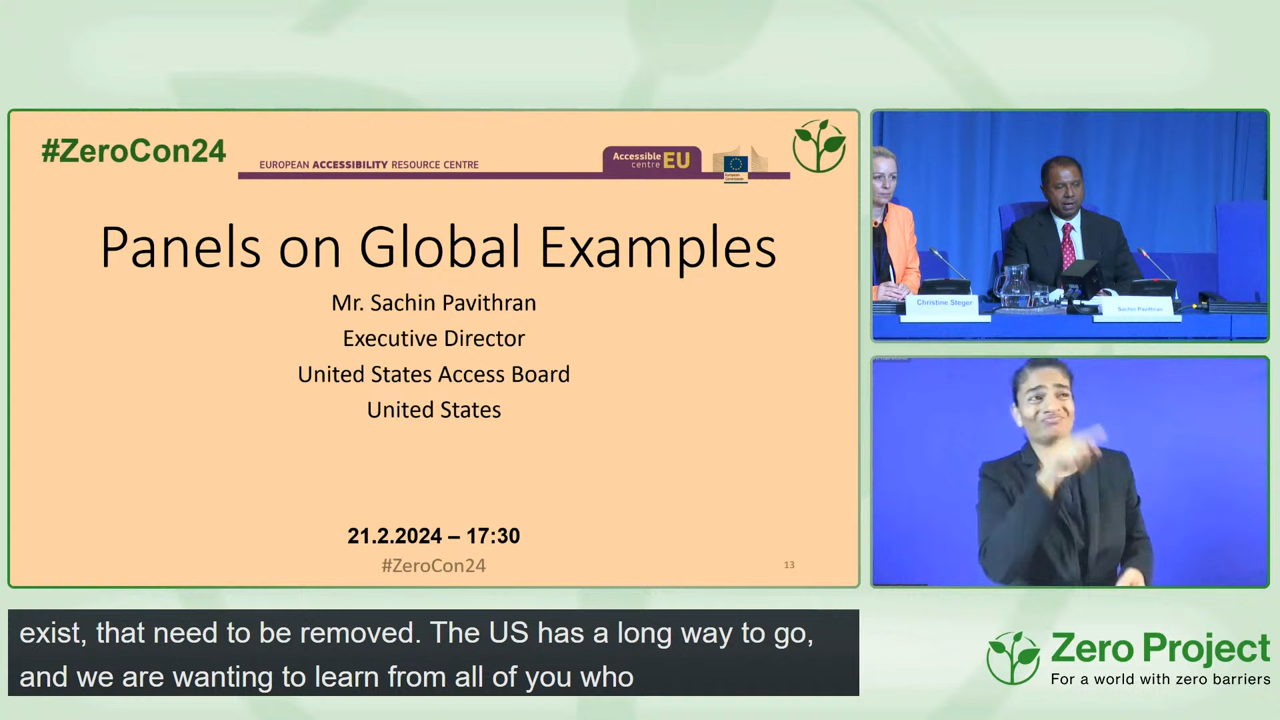 #ZeroCon24
EUROPEAN ACCESSIBILITY RESOURCE CENTRE
Accessible
centre EU
European
Commission
Panels on Global Examples
Mr. Sachin Pavithran
Executive Director
United States Access Board
United States
21.2.2024 – 17:30
#ZeroCon24
13
Christine Steger
Sachin Pavithran
exist, that need to be removed. The US has a long way to go,
and we are wanting to learn from all of you who
Zero Project
For a world with zero barriers